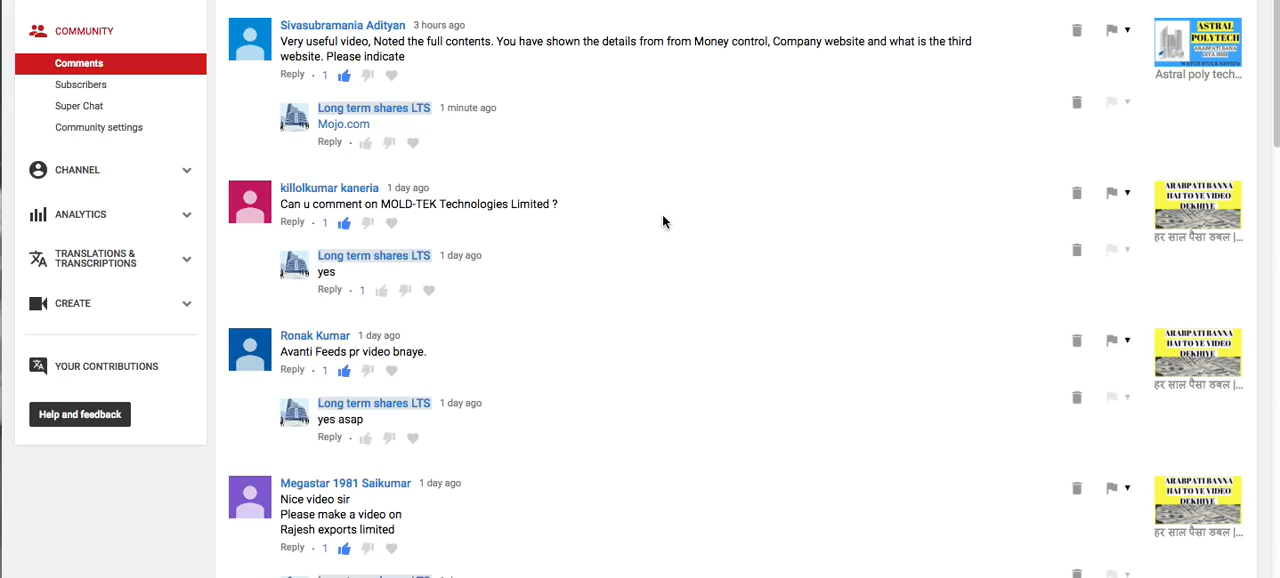 COMMUNITY
Comments
Subscribers
Super Chat
Community settings
CHANNEL
ANALYTICS
TRANSLATIONS &
TRANSCRIPTIONS
CREATE
YOUR CONTRIBUTIONS
Help and feedback
Sivasubramania Adityan 3 hours ago
Very useful video, Noted the full contents. You have shown the details from from Money control, Company website and what is the third
website. Please indicate
Reply · 1
Long term shares LTS 1 minute ago
Mojo.com
Reply ·
killolkumar kaneria 1 day ago
Can u comment on MOLD-TEK Technologies Limited ?
Reply · 1
Long term shares LTS 1 day ago
yes
Reply · 1
Ronak Kumar 1 day ago
Avanti Feeds pr video bnaye.
Reply · 1
Long term shares LTS 1 day ago
yes asap
Reply ·
Megastar 1981 Saikumar 1 day ago
Nice video sir
Please make a video on
Rajesh exports limited
Reply · 1
ASTRAL
POLYTECH
Astral poly tech...
ARABPATI BANNA
HAI TO YE VIDEO
DEKHIYE
हर साल पैसा डबल |...
ARABPATI BANNA
HAI TO YE VIDEO
DEKHIYE
हर साल पैसा डबल |...
ARABPATI BANNA
HAI TO YE VIDEO
DEKHIYE
हर साल पैसा डबल |...